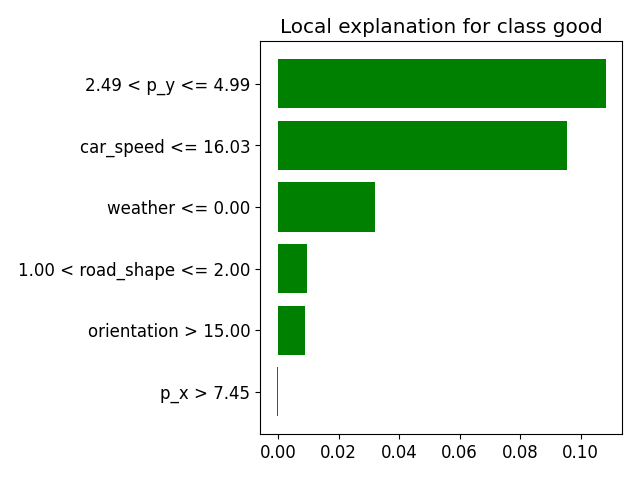 Local explanation for class good
2.49 < p_y <= 4.99
car_speed <= 16.03
weather <= 0.00
1.00 < road_shape <= 2.00
orientation > 15.00
p_x > 7.45
0.00 0.02 0.04 0.06 0.08 0.10